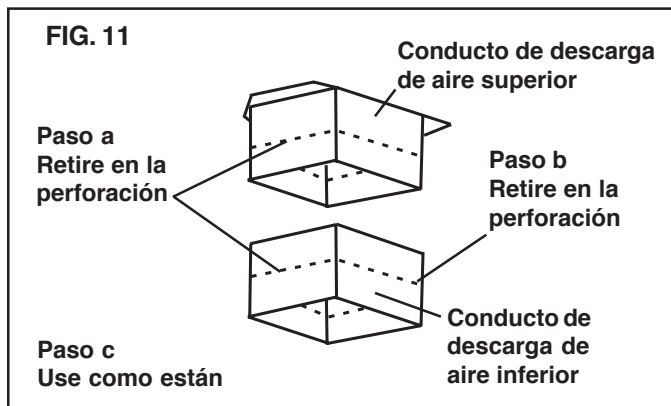 FIG. 11
Conducto de descarga
de aire superior
Paso a
Retire en la
perforación
Paso b
Retire en la
perforación
Conducto de
descarga de
aire inferior
Paso c
Use como están